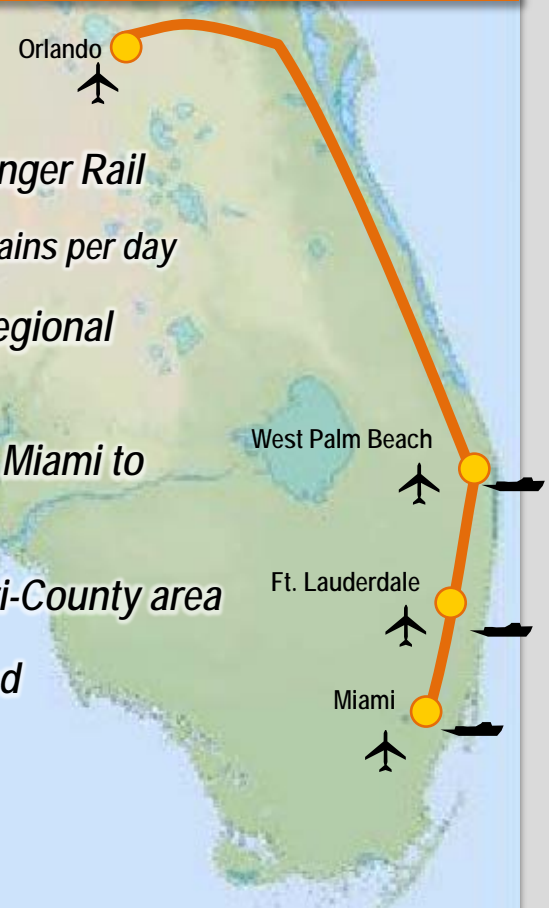 Orlando
nger Rail
ains per day
egional
West Palm Beach
Miami to
Ft. Lauderdale
i-County area
d
Miami